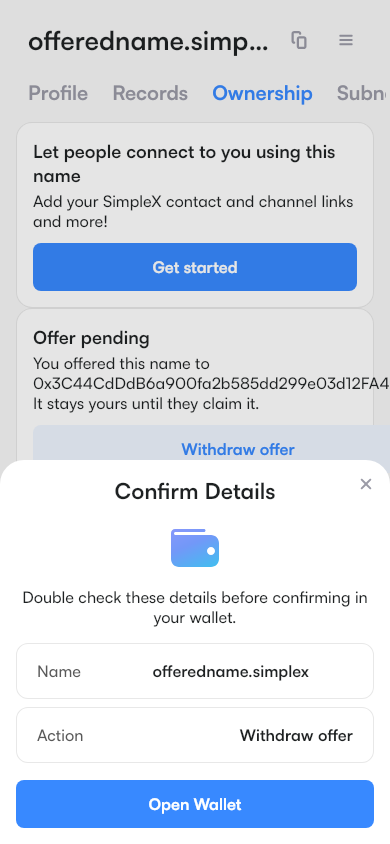 offeredname.simp...
Profile Records Ownership Subn
Let people connect to you using this
name
Add your SimpleX contact and channel links
and more!
Get started
Offer pending
You offered this name to
0x3C44CdDdB6a900fa2b585dd299e03d12FA4
It stays yours until they claim it.
Withdraw offer
Confirm Details
Double check these details before confirming in
your wallet.
Name offeredname.simplex
Action Withdraw offer
Open Wallet